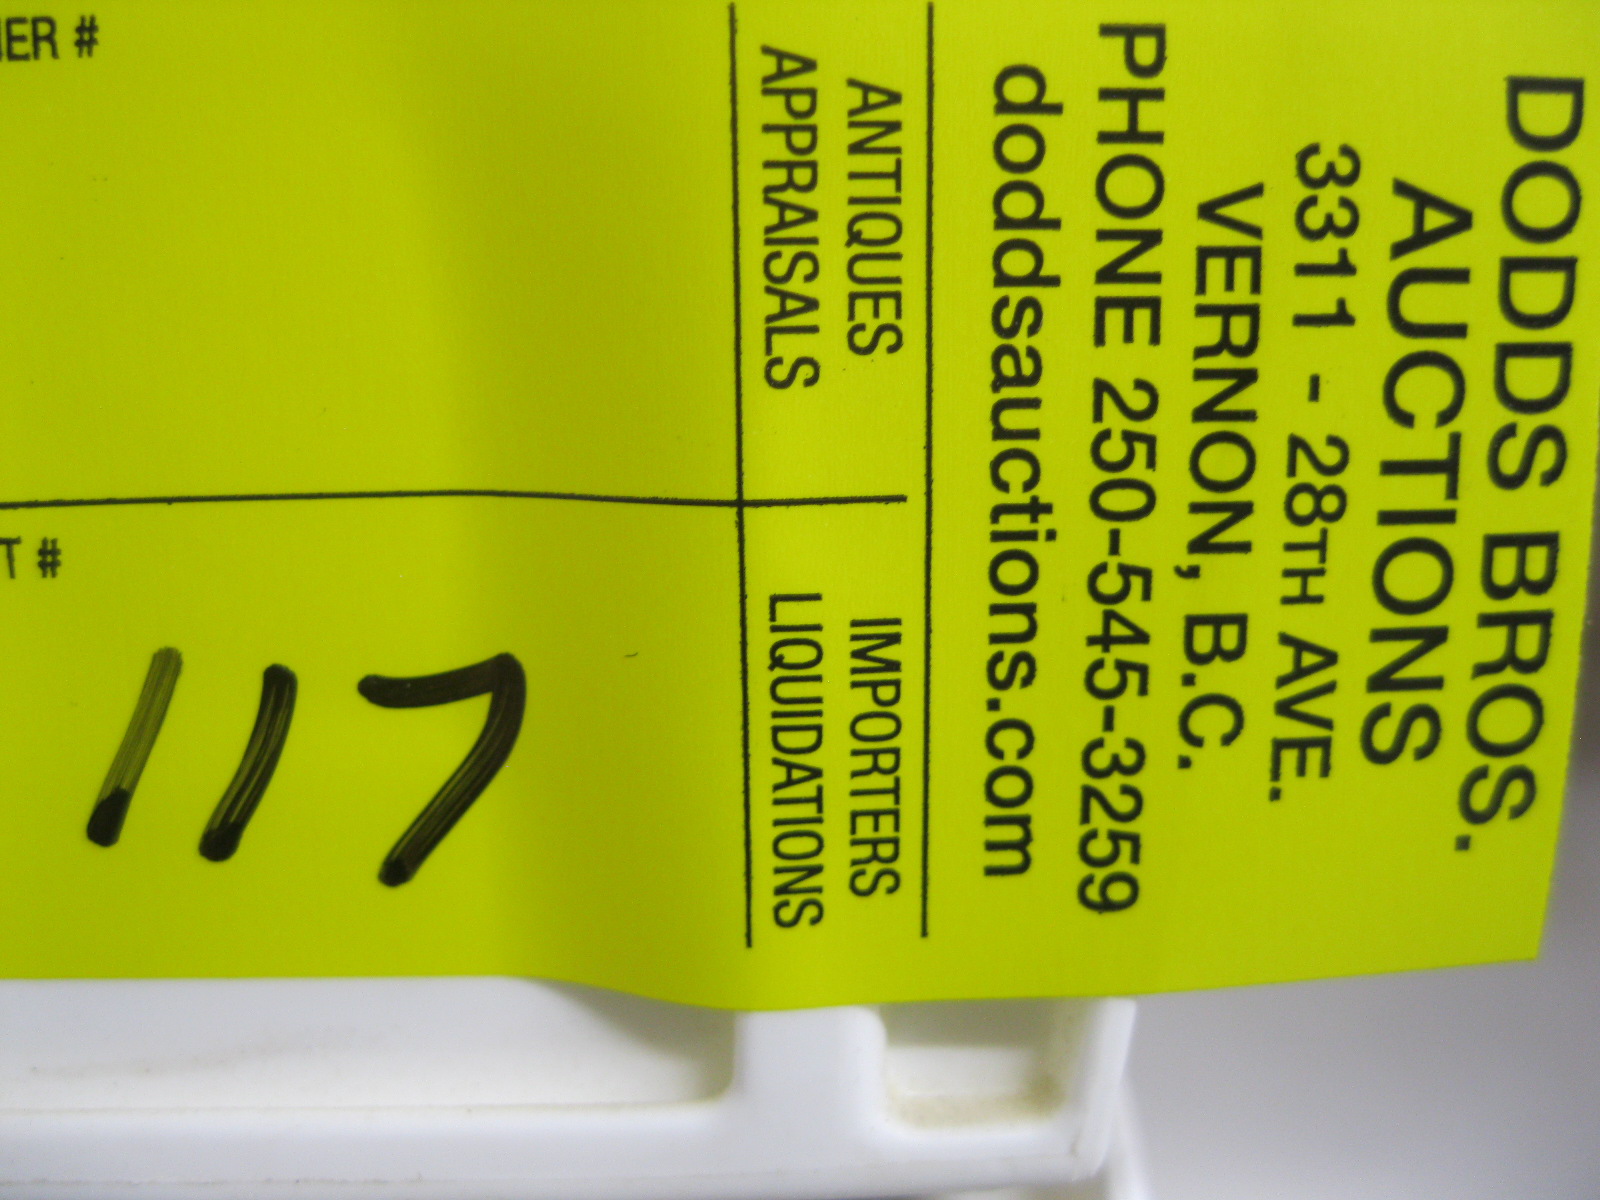 DODDS BROS.
AUCTIONS
3311 - 28TH AVE.
VERNON, B.C.
PHONE 250-545-3259
doddsauctions.com
ANTIQUES IMPORTERS
APPRAISALS LIQUIDATIONS
ER #
T #
117